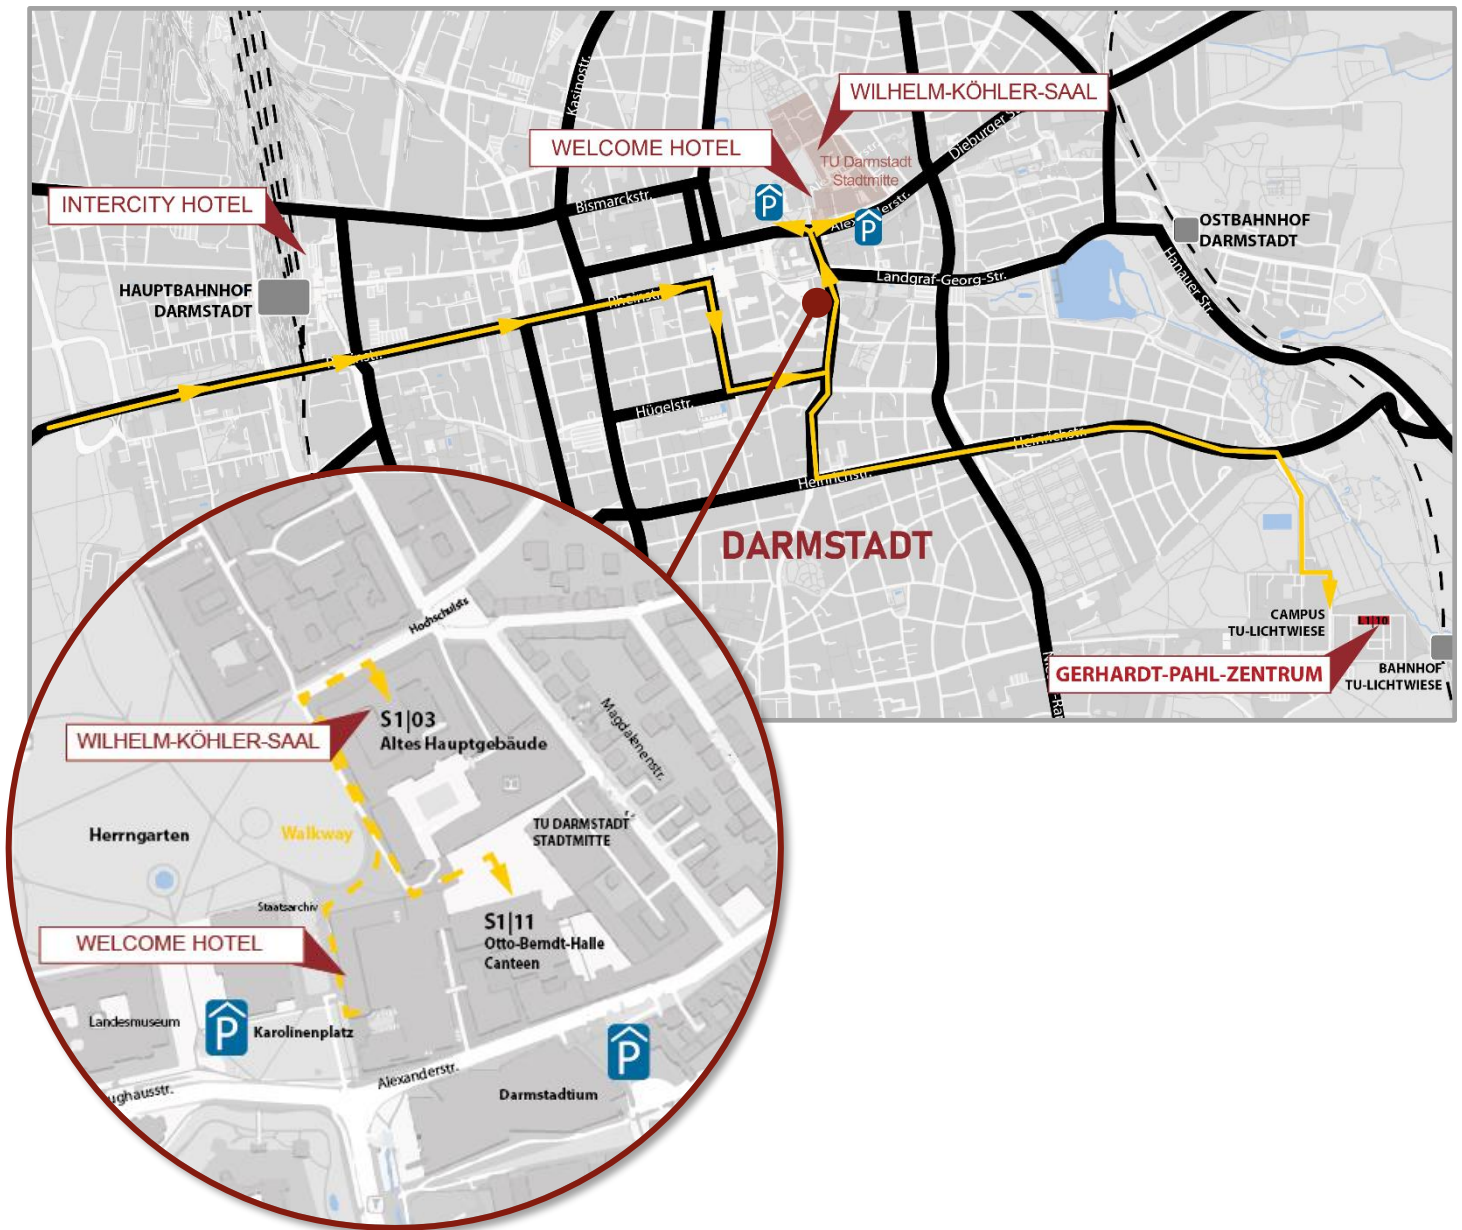 WILHELM-KÖHLER-SAAL
Kasinostr.
Dieburger S
WELCOME HOTEL
TU Darmstadt
Stadtmitte
INTERCITY HOTEL
Bismarckstr.
P
P
OSTBAHNHOF
DARMSTADT
Landgraf-Georg-Str.
Hanauer Str.
HAUPTBAHNHOF
DARMSTADT
Hügelstr.
Heinrichstr.
Heinrichstr.
DARMSTADT
CAMPUS
TU-LICHTWIESE
L1|10
GERHARDT-PAHL-ZENTRUM
BAHNHOF
TU-LICHTWIESE
Hochschulstr
S1|03
Altes Hauptgebäude
WILHELM-KÖHLER-SAAL
Magdalenenstr.
Herrngarten
Walkway
TU DARMSTADT
STADTMITTE
Staatsarchiv
S1|11
Otto-Berndt-Halle
Canteen
WELCOME HOTEL
Landesmuseum
P
Karolinenplatz
P
Alexanderstr.
ughausstr.
Darmstadtium